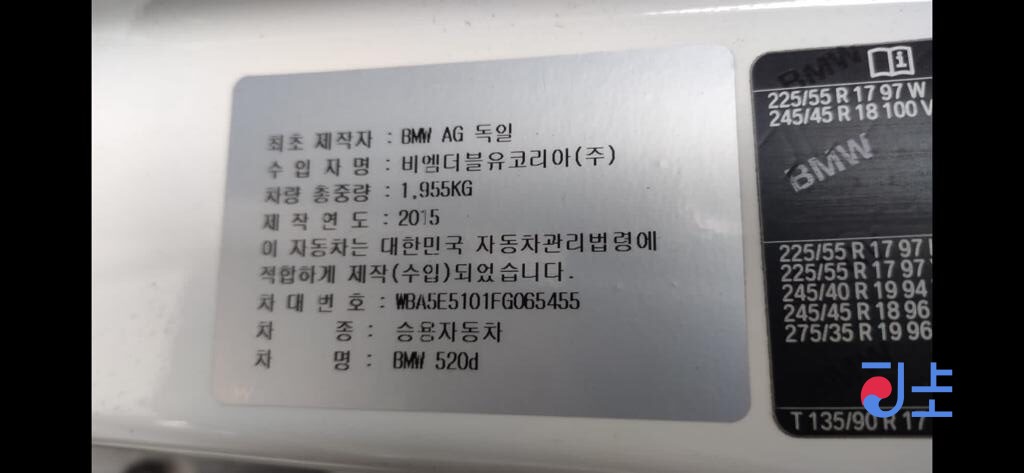 최초 제작자 : BMW AG 독일
수 입 자 명 : 비엠더블유코리아(주)
차량 총중량 : 1,955KG
제 작 연 도 : 2015
이 자동차는 대한민국 자동차관리법령에
적합하게 제작(수입)되었습니다.
차 대 번 호 : WBA5E5101FG065455
차 종 : 승용자동차
차 명 : BMW 520d
BMW
225/55 R 17 97 W
245/45 R 18 100 V
BMW
225/55 R 17 97
225/55 R 17 97
245/40 R 19 94
245/45 R 18 96
275/35 R 19 96
T 135/90 R 17